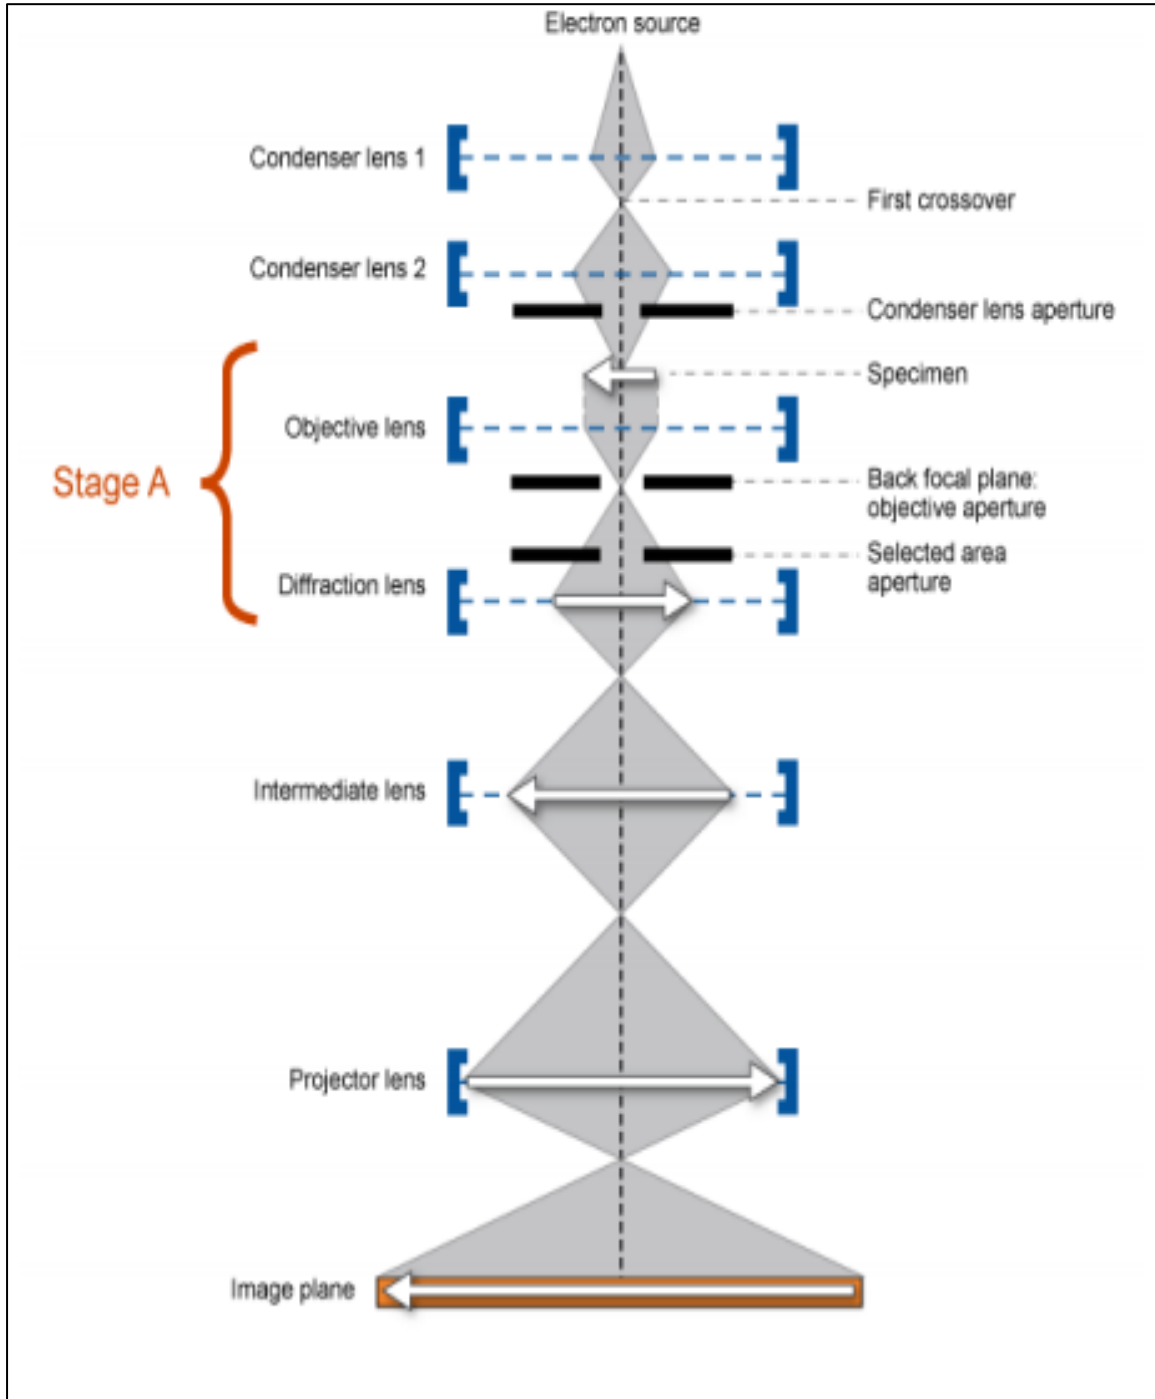 Electron source
Condenser lens 1
First crossover
Condenser lens 2
Condenser lens aperture
Specimen
Objective lens
Stage A
Back focal plane:
objective aperture
Selected area
aperture
Diffraction lens
Intermediate lens
Projector lens
Image plane